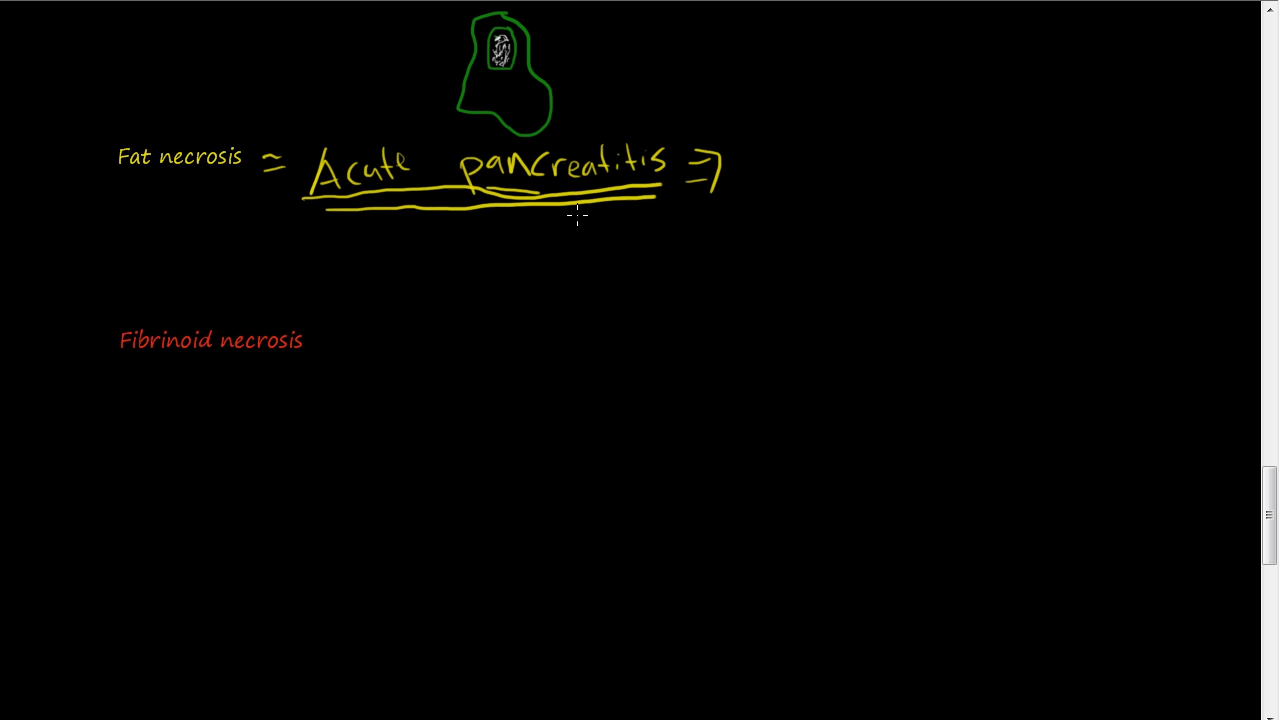 Fat necrosis = Acute pancreatitis ⇒
Fibrinoid necrosis